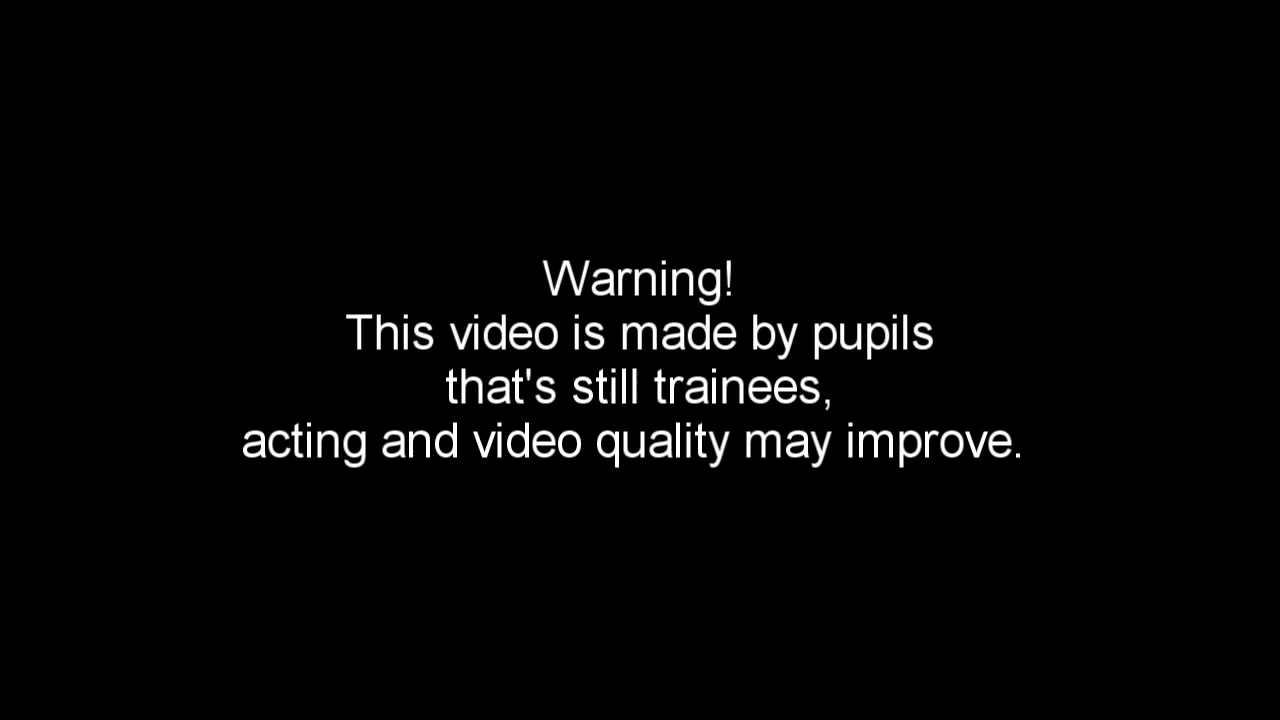 Warning!
This video is made by pupils
that's still trainees,
acting and video quality may improve.